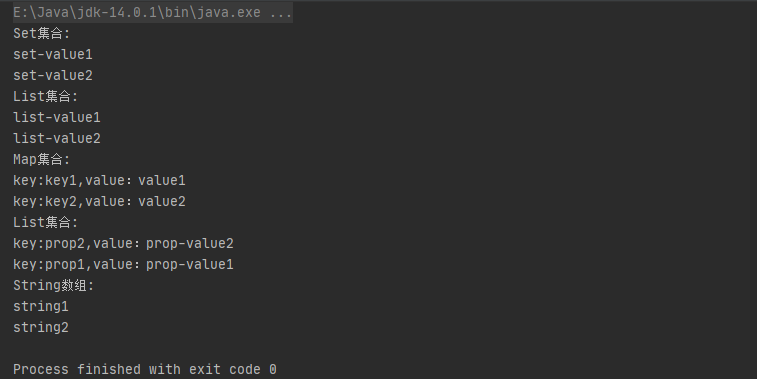 E:\Java\jdk-14.0.1\bin\java.exe ...
Set集合:
set-value1
set-value2
List集合:
list-value1
list-value2
Map集合:
key:key1,value：value1
key:key2,value：value2
List集合:
key:prop2,value：prop-value2
key:prop1,value：prop-value1
String数组:
string1
string2
Process finished with exit code 0